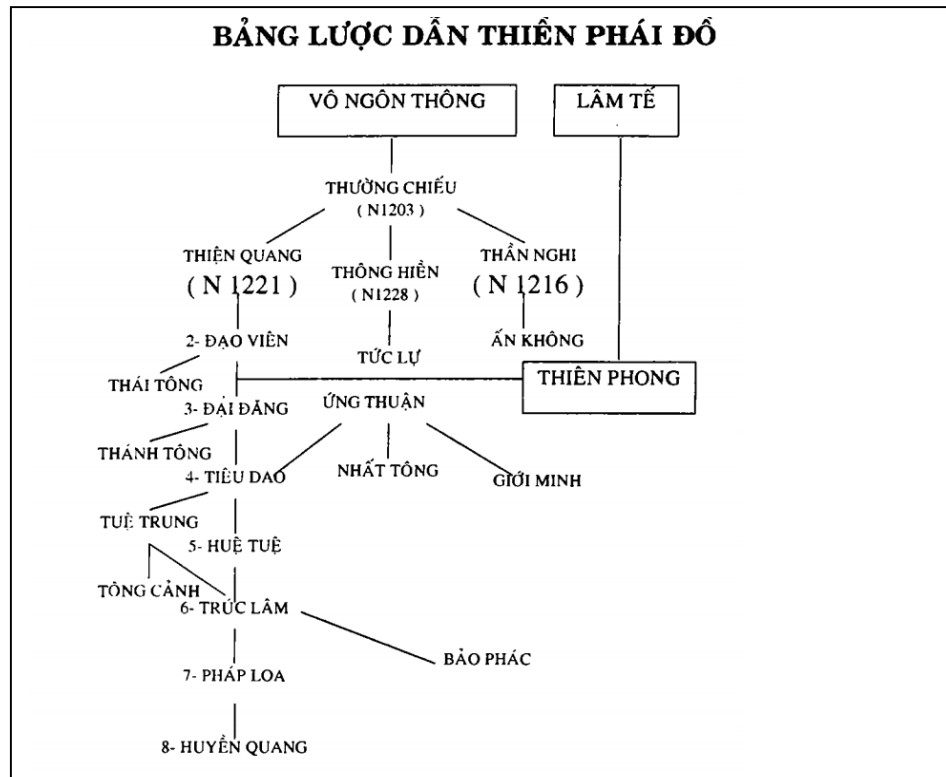 BẢNG LƯỢC DẪN THIỀN PHÁI ĐỒ
VÔ NGÔN THÔNG
LÂM TẾ
THƯỜNG CHIẾU
( N1203 )
THIỆN QUANG
( N 1221 )
THÔNG HIỀN
( N1228 )
THẦN NGHI
( N 1216 )
2- ĐẠO VIÊN
TỨC LỰ
ẤN KHÔNG
THIÊN PHONG
THÁI TÔNG
3- ĐẠI ĐĂNG
ỨNG THUẬN
THÁNH TÔNG
4- TIÊU DAO
NHẤT TÔNG
GIỚI MINH
TUỆ TRUNG
5- HUỆ TUỆ
TÔNG CẢNH
6- TRÚC LÂM
BẢO PHÁC
7- PHÁP LOA
8- HUYỀN QUANG